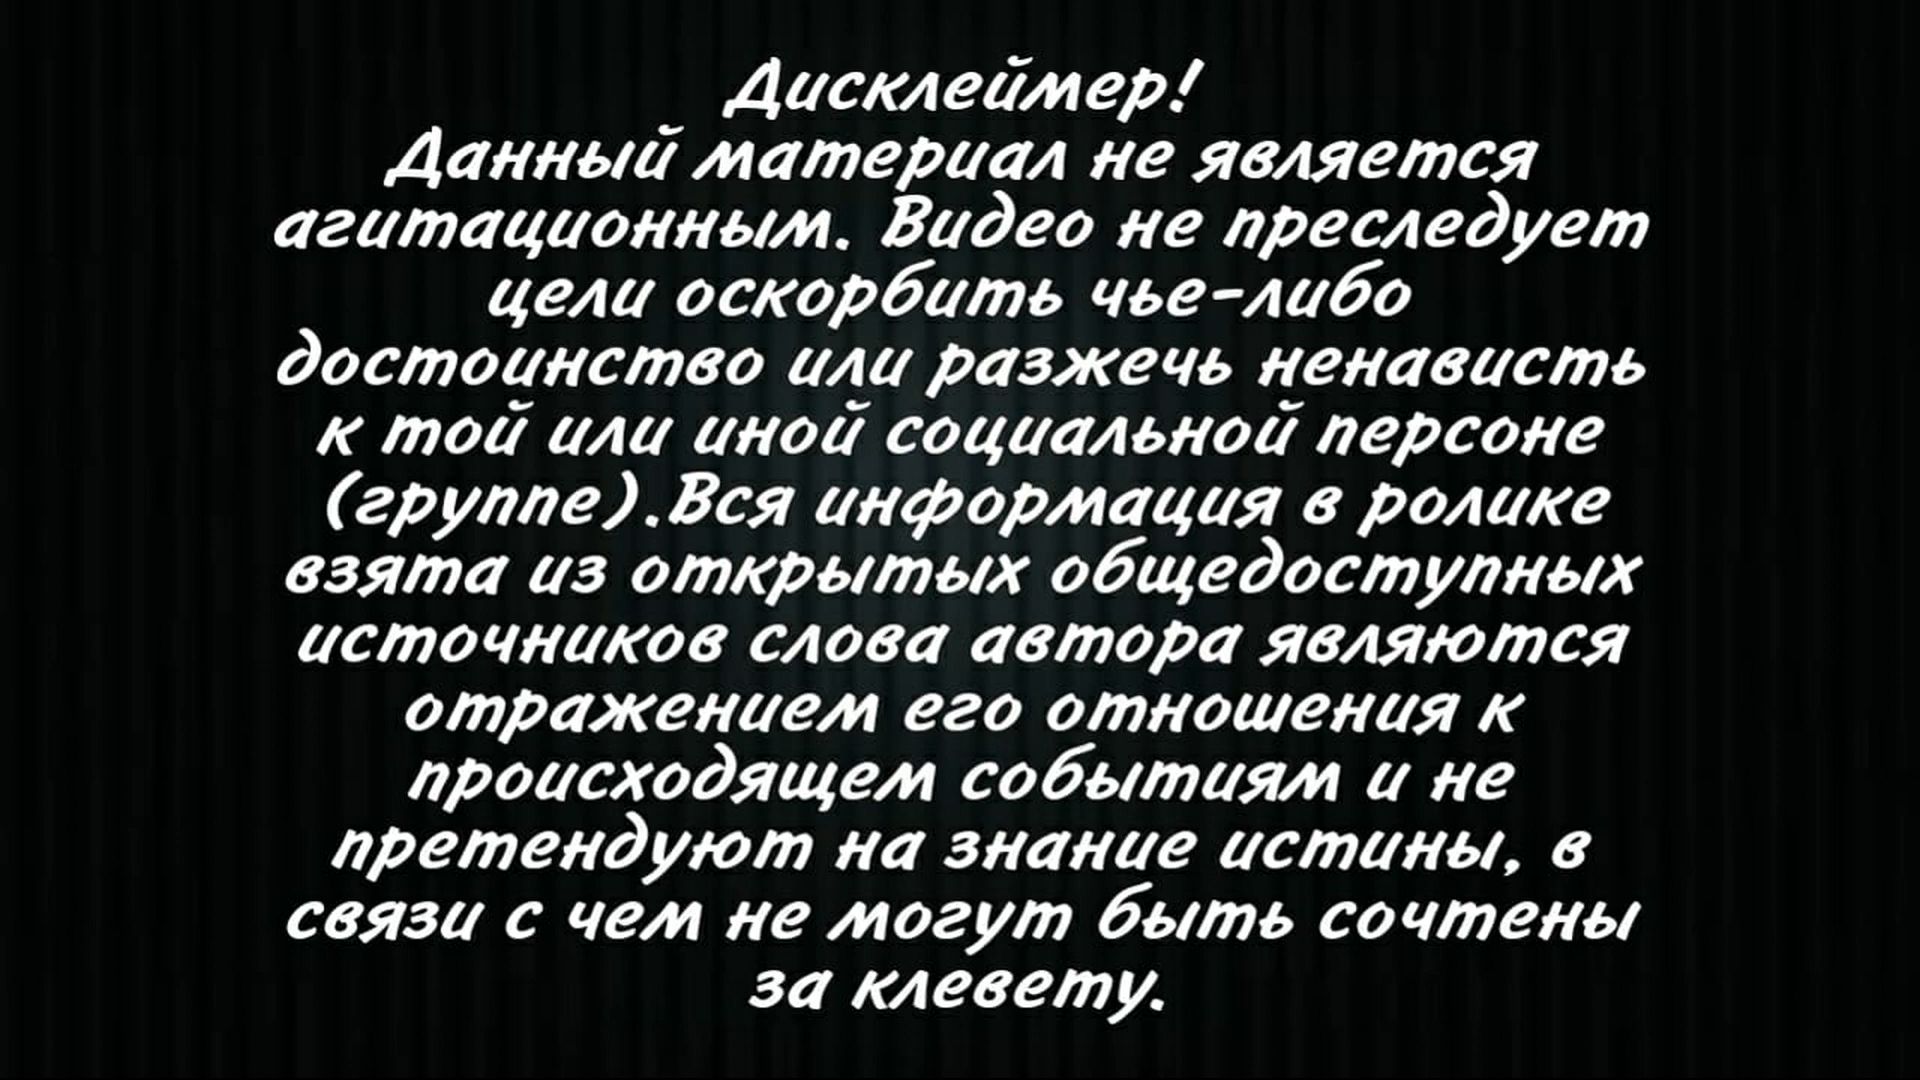 Дисклеймер!
Данный материал не является
агитационным. Видео не преследует
цели оскорбить чье-либо
достоинство или разжечь ненависть
к той или иной социальной персоне
(группе).Вся информация в ролике
взята из открытых общедоступных
источников слова автора являются
отражением его отношения к
происходящем событиям и не
претендуют на знание истины, в
связи с чем не могут быть сочтены
за клевету.